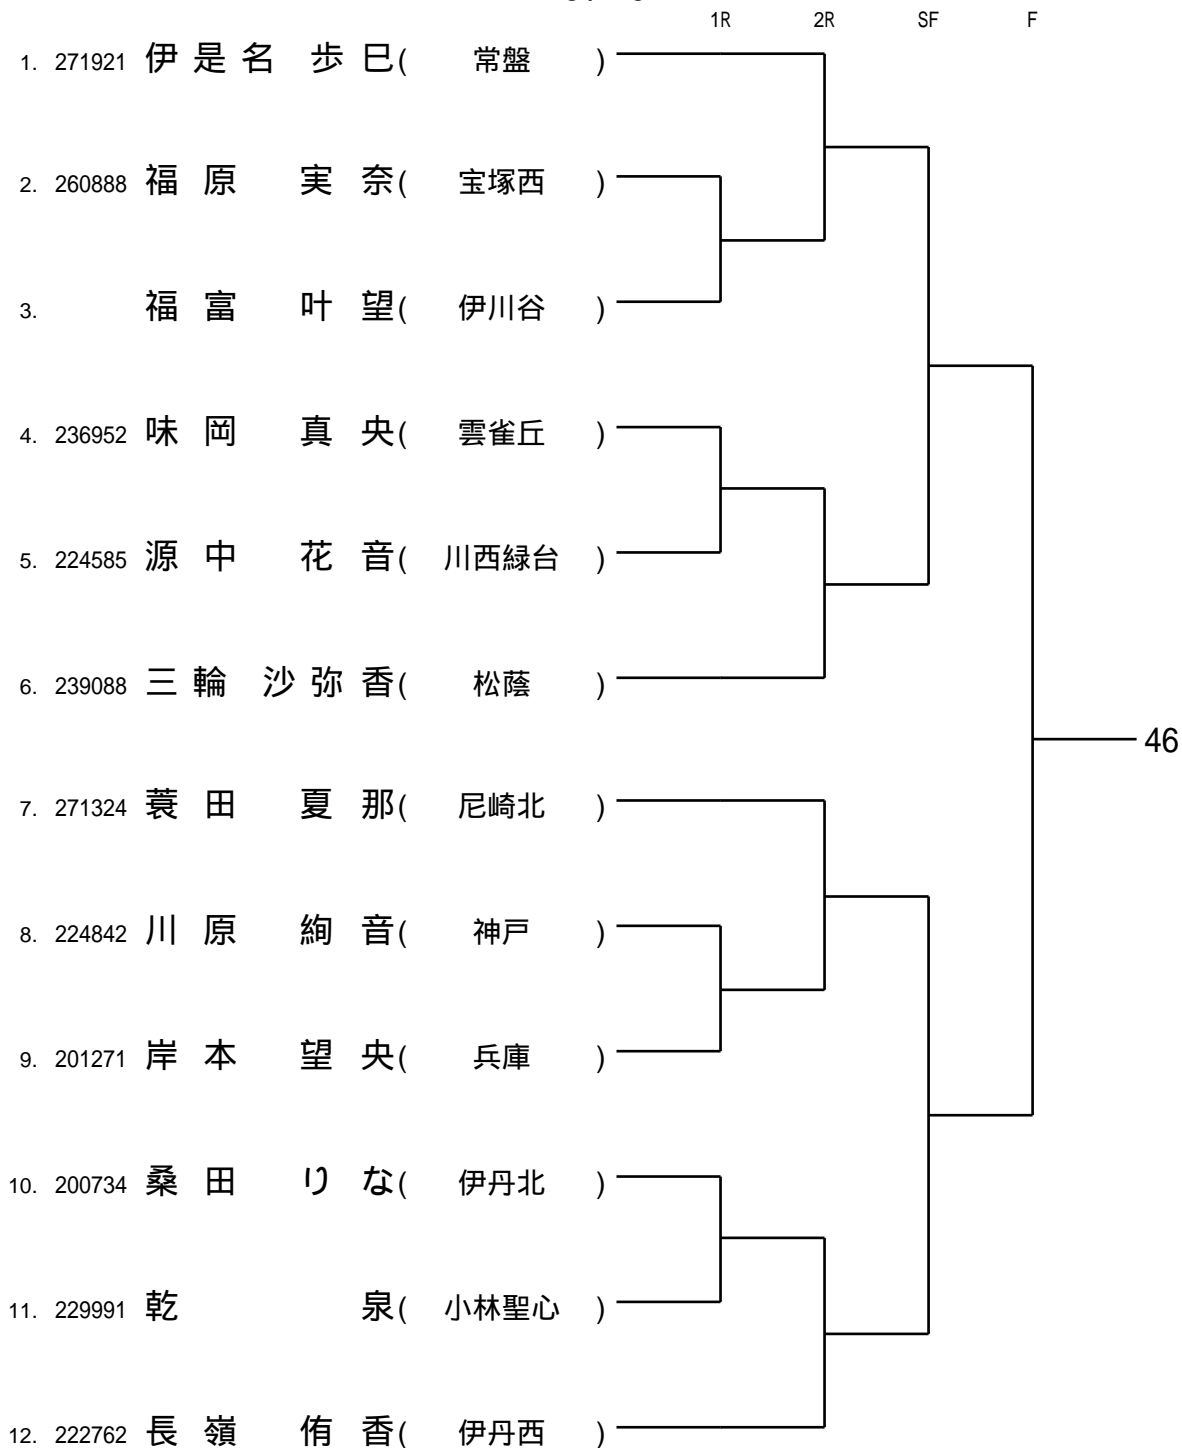 1R 2R SF F
1. 271921 伊是名 歩巳( 常盤 )
2. 260888 福原 実奈( 宝塚西 )
3. 福富 叶望( 伊川谷 )
4. 236952 味岡 真央( 雲雀丘 )
5. 224585 源中 花音( 川西緑台 )
6. 239088 三輪 沙弥香( 松蔭 )
46
7. 271324 蓑田 夏那( 尼崎北 )
8. 224842 川原 絢音( 神戸 )
9. 201271 岸本 望央( 兵庫 )
10. 200734 桑田 りな( 伊丹北 )
11. 229991 乾 泉( 小林聖心 )
12. 222762 長嶺 侑香( 伊丹西 )